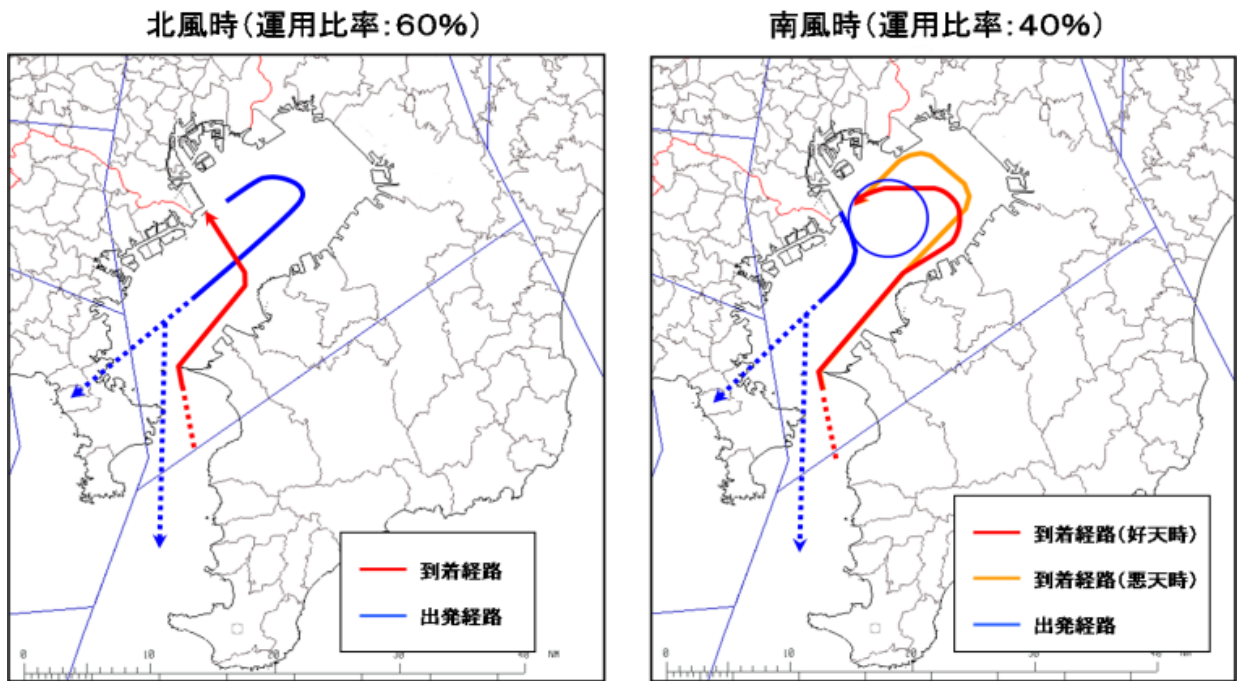 北風時(運用比率:60%)
南風時(運用比率:40%)
到着経路
出発経路
0 10 20 30 40 NM
到着経路(好天時)
到着経路(悪天時)
出発経路
0 10 20 30 40 NM